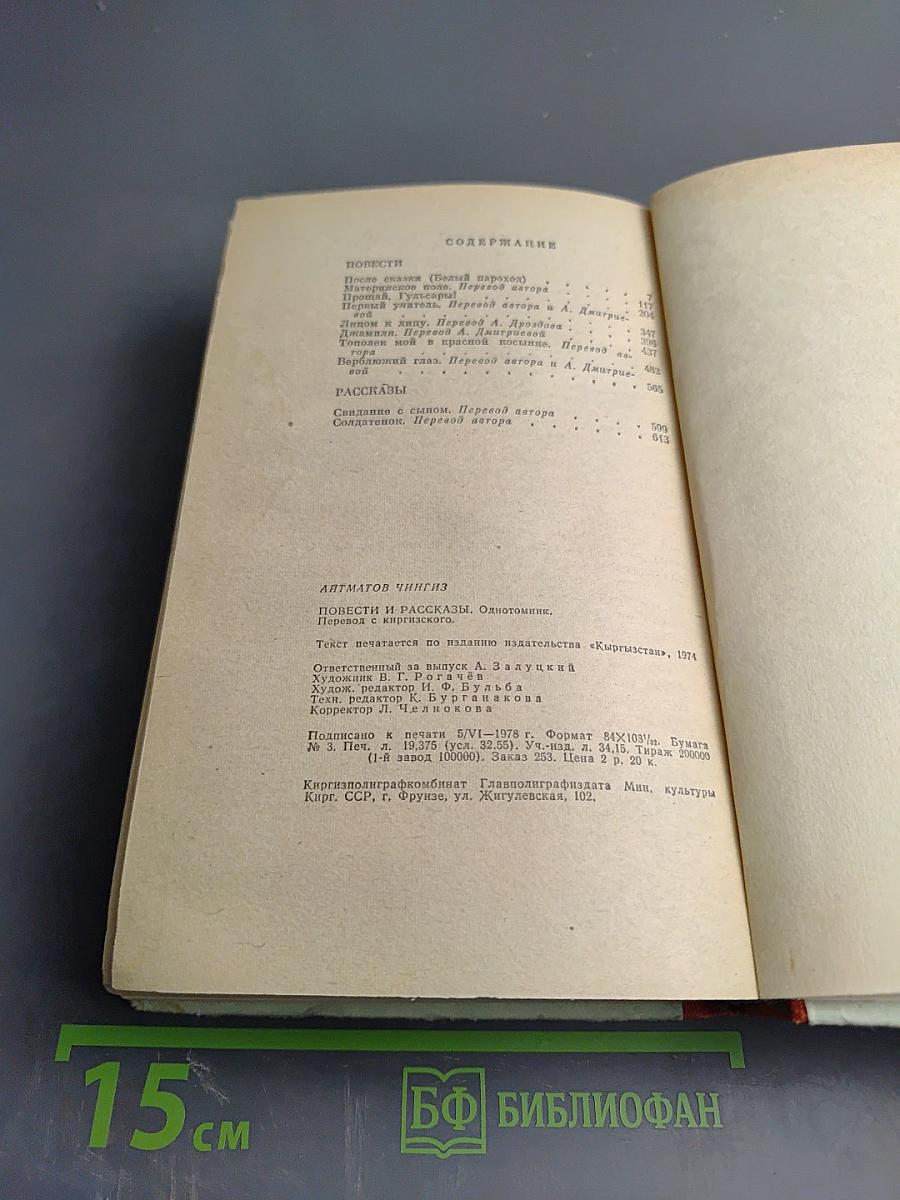 СОДЕРЖАНИЕ
ПОВЕСТИ
После сказки (Белый пароход) . . . . . 7
Материнское поле. Перевод автора . . . . 117
Прощай, Гульсары! . . . . . . . 204
Первый учитель. Перевод автора и А. Дмитрие-
вой . . . . . . . . . . 347
Лицом к лицу. Перевод А. Дроздова . . . . 396
Джамиля. Перевод А. Дмитриевой . . . . 437
Тополек мой в красной косынке. Перевод ав-
тора . . . . . . . . . . 482
Верблюжий глаз. Перевод автора и А. Дмитрие-
вой . . . . . . . . . . 565
РАССКАЗЫ
Свидание с сыном. Перевод автора . . . . 599
Солдатенок. Перевод автора . . . . . . 613
АЙТМАТОВ ЧИНГИЗ
ПОВЕСТИ И РАССКАЗЫ. Однотомник.
Перевод с киргизского.
Текст печатается по изданию издательства «Кыргызстан», 1974
Ответственный за выпуск А. Залуцкий
Художник В. Г. Рогачёв
Худож. редактор И. Ф. Бульба
Техн. редактор К. Бурганакова
Корректор Л. Челнокова
Подписано к печати 5/VI—1978 г. Формат 84×103¹/₃₂. Бумага
№ 3. Печ. л. 19,375 (усл. 32,55). Уч.-изд. л. 34,15. Тираж 200000
(1-й завод 100000). Заказ 253. Цена 2 р. 20 к.
Киргизполиграфкомбинат Главполиграфиздата Мин. культуры
Кирг. ССР, г. Фрунзе, ул. Жигулевская, 102.
15 см
БФ БИБЛИОФАН